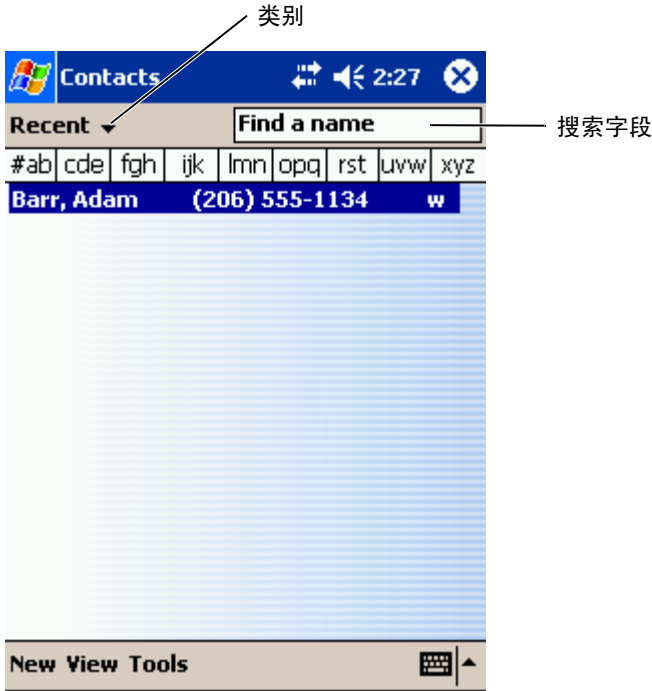 类别
Contacts 2:27
Recent Find a name
搜索字段
#ab cde fgh ijk lmn opq rst uvw xyz
Barr, Adam (206) 555-1134 w
New View Tools